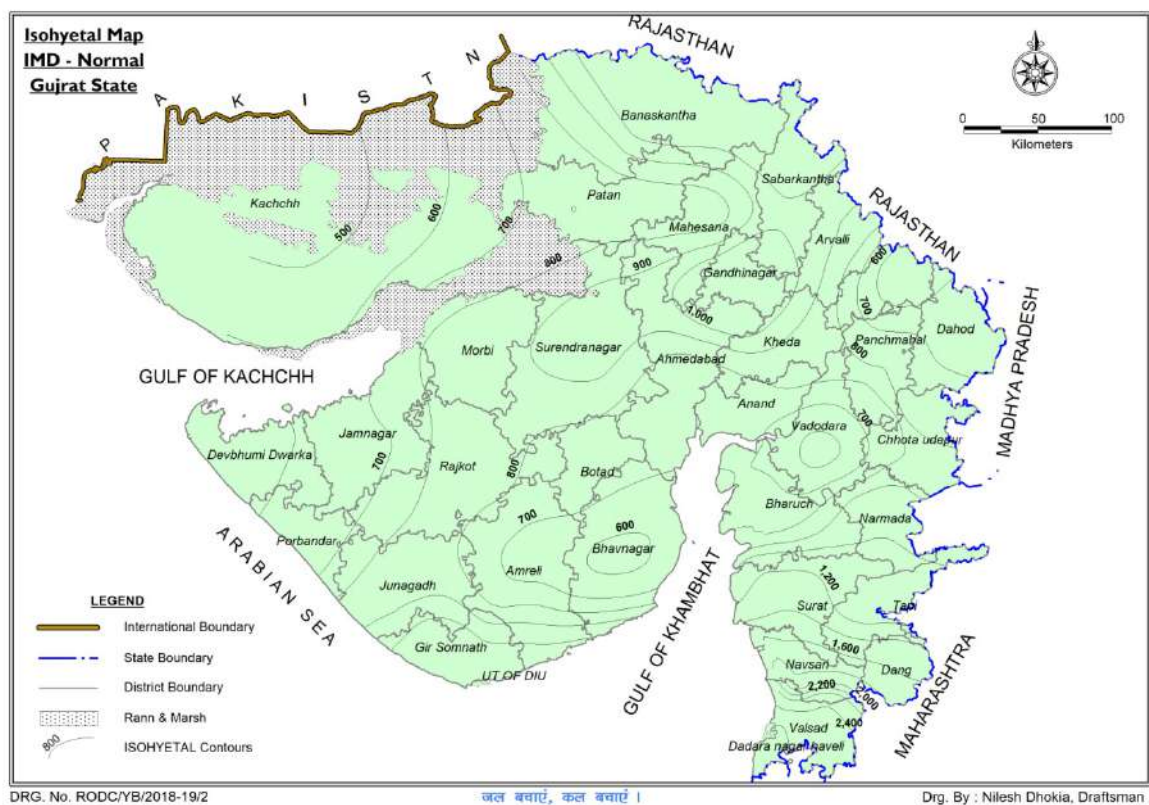 Isohyetal Map
IMD - Normal
Gujrat State
RAJASTHAN
PAKISTN
0 50 100
Kilometers
Banaskantha
Sabarkantha
RAJASTHAN
Kachchh
Patan
600
500
700
Mahesana
Arvalli
600
800
900
Gandhinagar
700
1,000
Dahod
MADHYA PRADESH
Morbi
Surendranagar
Kheda
Panchmahal
800
Ahmedabad
GULF OF KACHCHH
Anand
700
Vadodara
Chhota udepur
Jamnagar
Devbhumi Dwarka
700
Rajkot
800
Botad
Bharuch
Narmada
700
600
Bhavnagar
ARABIAN SEA
Porbandar
Amreli
Junagadh
1,200
Surat
Tapi
GULF OF KHAMBHAT
Gir Somnath
UT OF DIU
1,600
Navsari
Dang
2,200
2,000
MAHARASHTRA
Valsad
2,400
Dadara nagar haveli
LEGEND
International Boundary
State Boundary
District Boundary
Rann & Marsh
800
ISOHYETAL Contours
DRG. No. RODC/YB/2018-19/2
जल बचाएं, कल बचाएं ।
Drg. By : Nilesh Dhokia, Draftsman